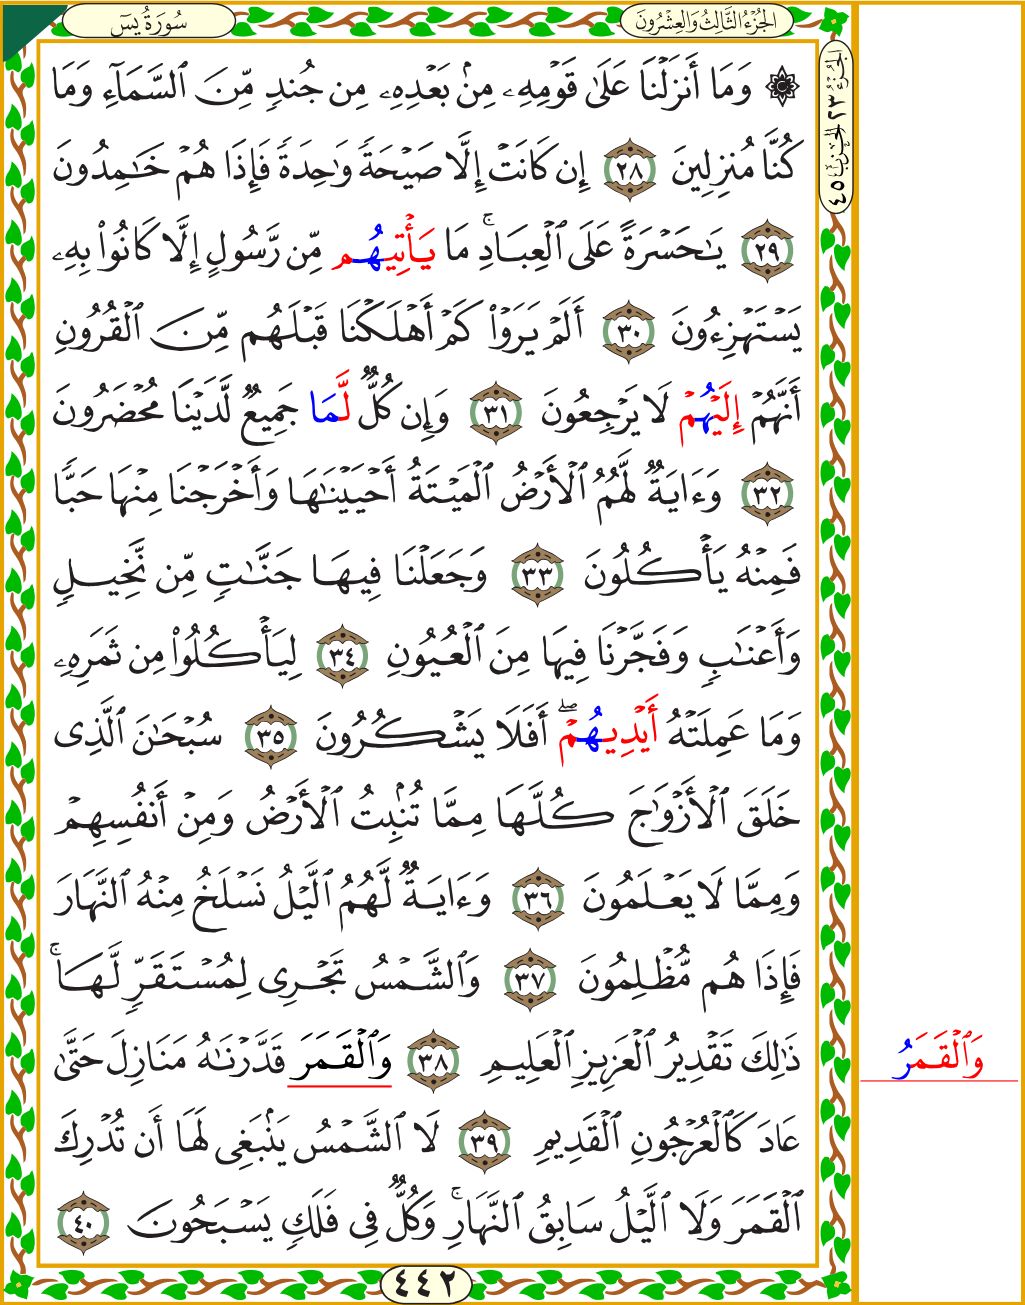 سُورَةُ يسٓ
الجُزْءُ الثَّالِثُ وَالعِشْرُونَ
الجُزْءُ ٢٣ الحِزْبُ ٤٥
۞ وَمَآ أَنزَلْنَا عَلَىٰ قَوْمِهِۦ مِنۢ بَعْدِهِۦ مِن جُندٍ مِّنَ ٱلسَّمَآءِ وَمَا
كُنَّا مُنزِلِينَ ٢٨ إِن كَانَتْ إِلَّا صَيْحَةً وَٰحِدَةً فَإِذَا هُمْ خَـٰمِدُونَ
٢٩ يَـٰحَسْرَةً عَلَى ٱلْعِبَادِ ۚ مَا يَأْتِيهُم مِّن رَّسُولٍ إِلَّا كَانُوا۟ بِهِۦ
يَسْتَهْزِءُونَ ٣٠ أَلَمْ يَرَوْا۟ كَمْ أَهْلَكْنَا قَبْلَهُم مِّنَ ٱلْقُرُونِ
أَنَّهُمْ إِلَيْهُمْ لَا يَرْجِعُونَ ٣١ وَإِن كُلٌّ لَّمَا جَمِيعٌ لَّدَيْنَا مُحْضَرُونَ
٣٢ وَءَايَةٌ لَّهُمُ ٱلْأَرْضُ ٱلْمَيْتَةُ أَحْيَيْنَـٰهَا وَأَخْرَجْنَا مِنْهَا حَبًّا
فَمِنْهُ يَأْكُلُونَ ٣٣ وَجَعَلْنَا فِيهَا جَنَّـٰتٍ مِّن نَّخِيلٍ
وَأَعْنَـٰبٍ وَفَجَّرْنَا فِيهَا مِنَ ٱلْعُيُونِ ٣٤ لِيَأْكُلُوا۟ مِن ثَمَرِهِۦ
وَمَا عَمِلَتْهُ أَيْدِيهُمْ ۖ أَفَلَا يَشْكُرُونَ ٣٥ سُبْحَـٰنَ ٱلَّذِى
خَلَقَ ٱلْأَزْوَٰجَ كُلَّهَا مِمَّا تُنۢبِتُ ٱلْأَرْضُ وَمِنْ أَنفُسِهِمْ
وَمِمَّا لَا يَعْلَمُونَ ٣٦ وَءَايَةٌ لَّهُمُ ٱلَّيْلُ نَسْلَخُ مِنْهُ ٱلنَّهَارَ
فَإِذَا هُم مُّظْلِمُونَ ٣٧ وَٱلشَّمْسُ تَجْرِى لِمُسْتَقَرٍّ لَّهَا ۚ
ذَٰلِكَ تَقْدِيرُ ٱلْعَزِيزِ ٱلْعَلِيمِ ٣٨ وَٱلْقَمَرَ قَدَّرْنَـٰهُ مَنَازِلَ حَتَّىٰ
وَٱلْقَمَرُ
عَادَ كَٱلْعُرْجُونِ ٱلْقَدِيمِ ٣٩ لَا ٱلشَّمْسُ يَنۢبَغِى لَهَآ أَن تُدْرِكَ
ٱلْقَمَرَ وَلَا ٱلَّيْلُ سَابِقُ ٱلنَّهَارِ ۚ وَكُلٌّ فِى فَلَكٍ يَسْبَحُونَ ٤٠
٤٤٢